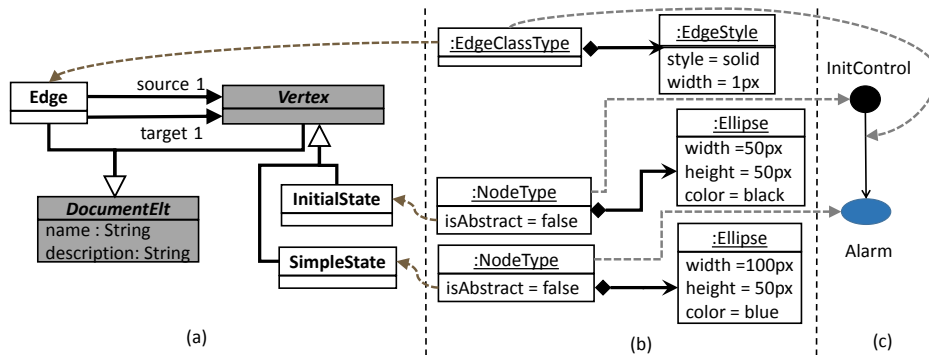 :EdgeClassType
:EdgeStyle
style = solid
width = 1px
InitControl
Edge
source 1
target 1
Vertex
:Ellipse
width =50px
height = 50px
color = black
DocumentElt
name : String
description: String
InitialState
:NodeType
isAbstract = false
SimpleState
:NodeType
isAbstract = false
:Ellipse
width =100px
height = 50px
color = blue
Alarm
(a)
(b)
(c)